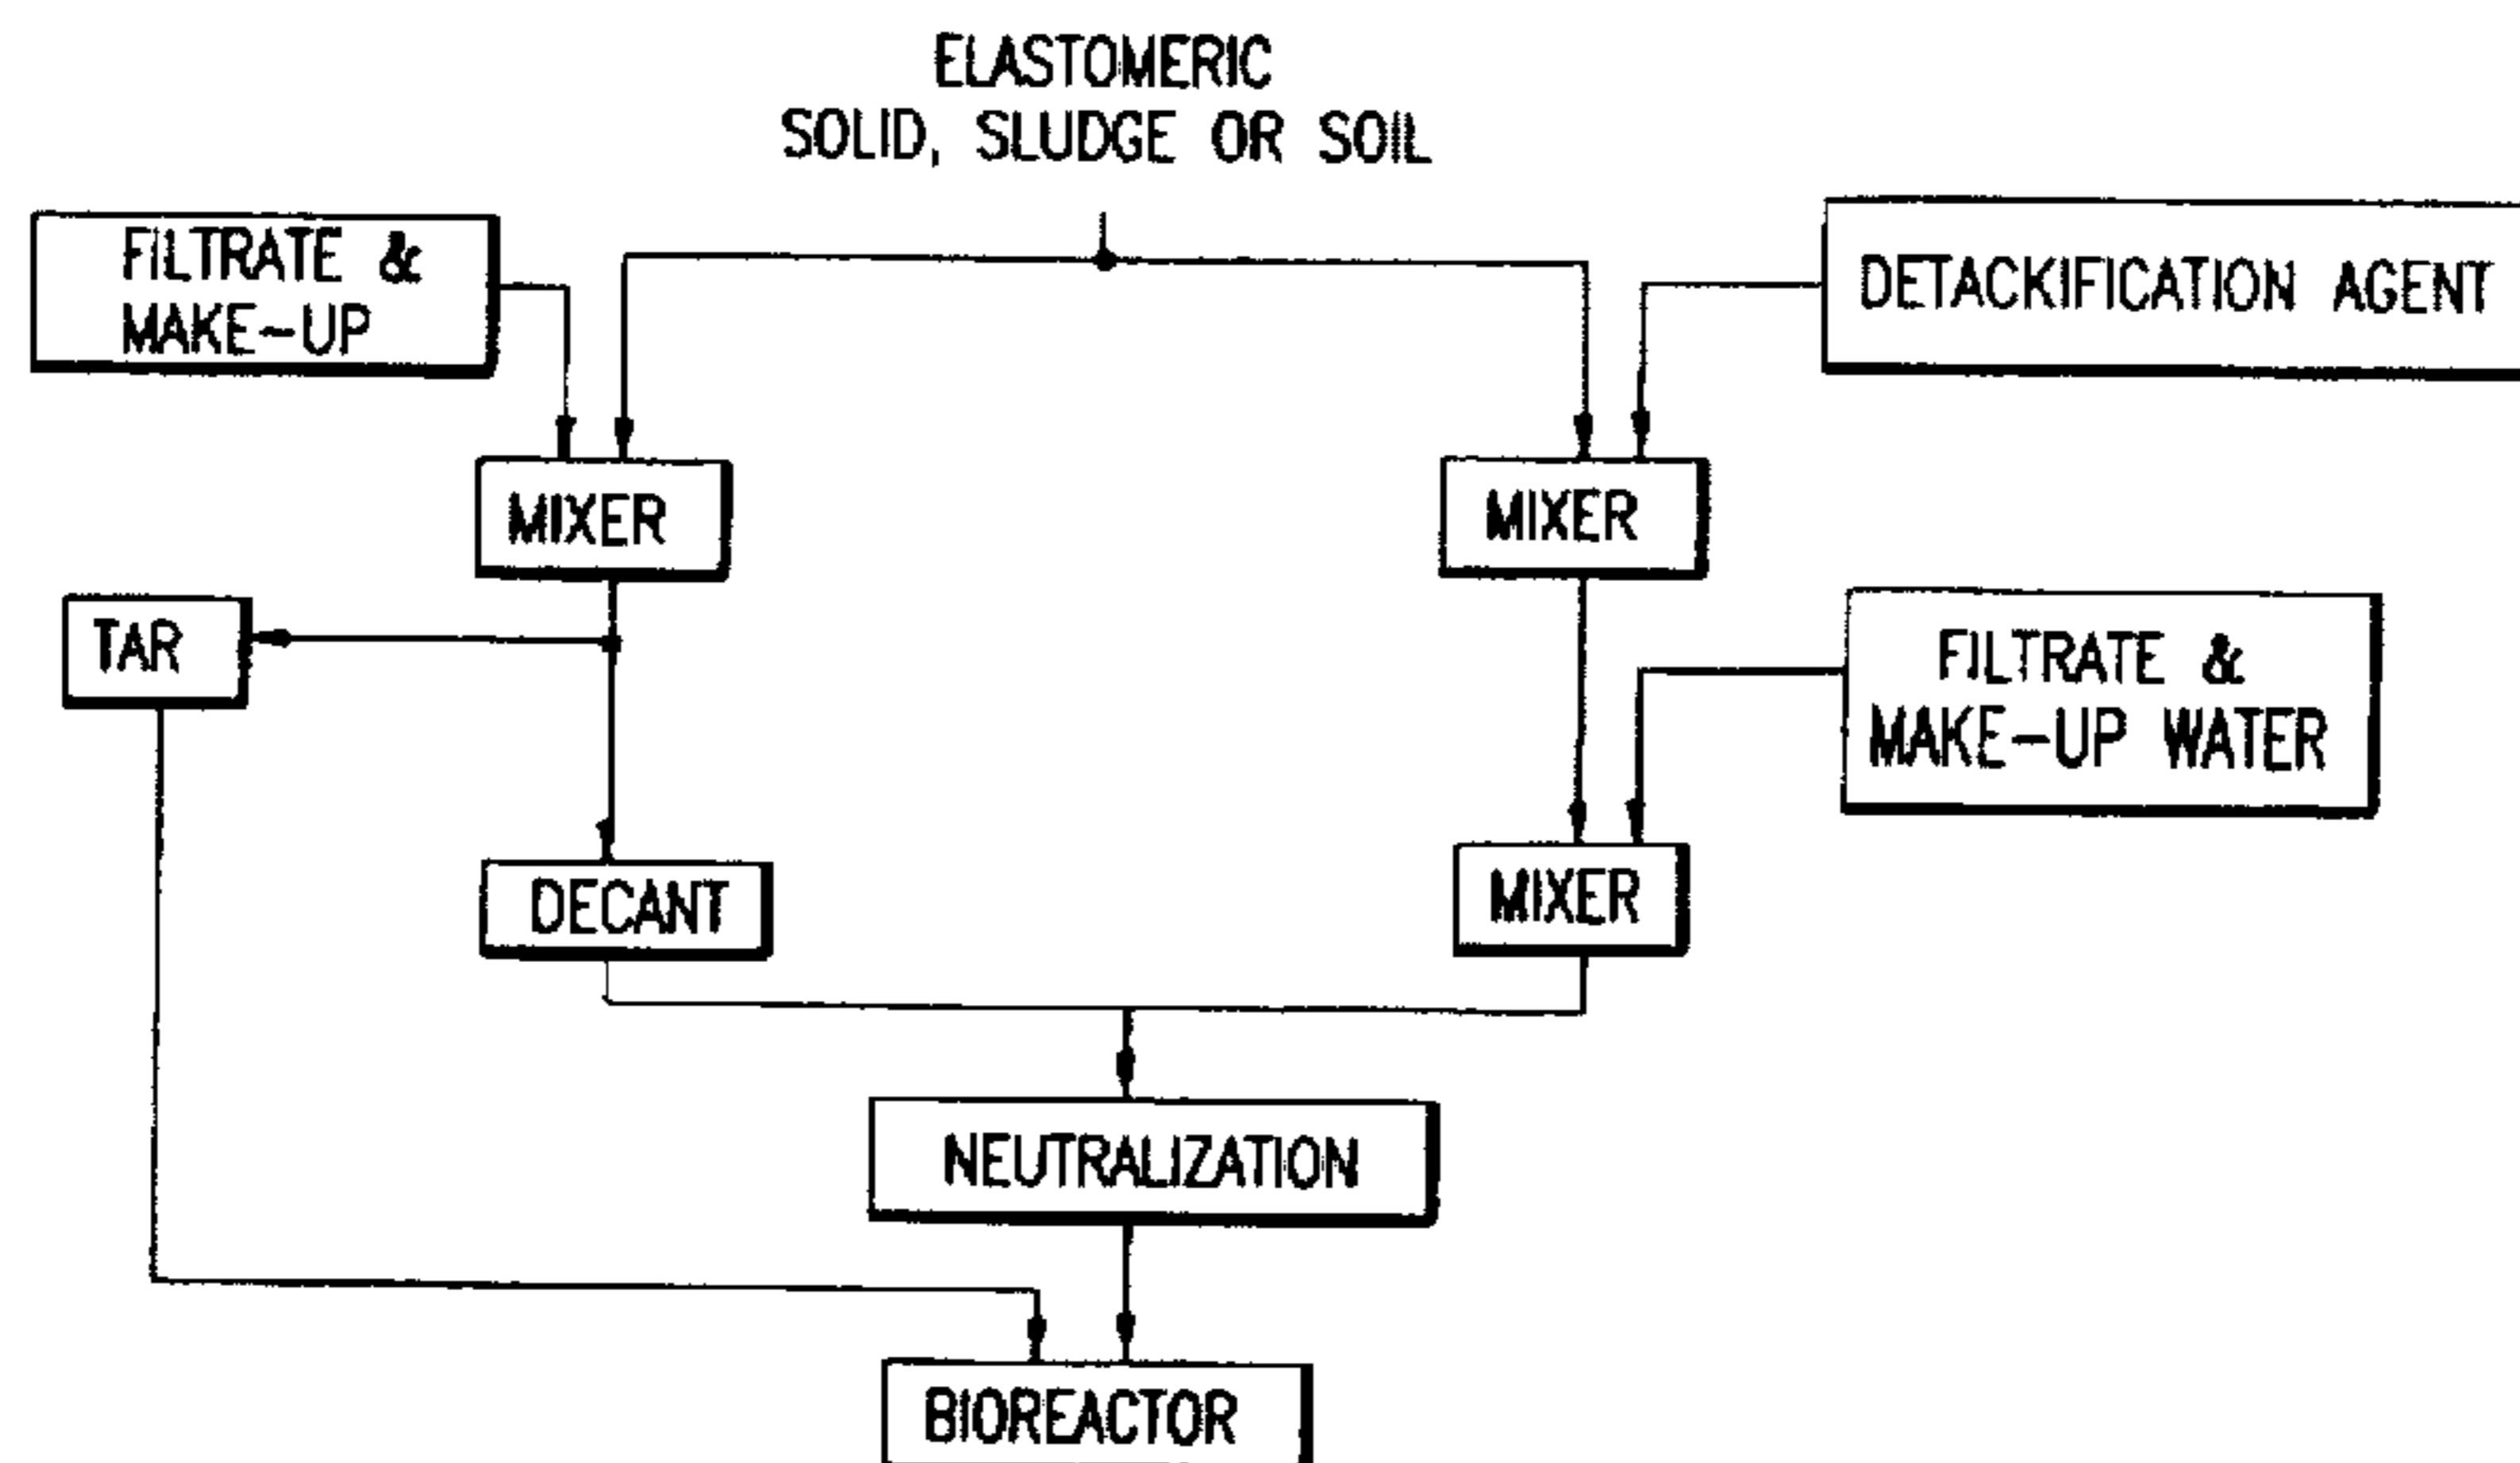 ELASTOMERIC
SOLID, SLUDGE OR SOIL
FILTRATE &
MAKE-UP
DETACKIFICATION AGENT
MIXER
MIXER
TAR
FILTRATE &
MAKE-UP WATER
DECANT
MIXER
NEUTRALIZATION
BIOREACTOR